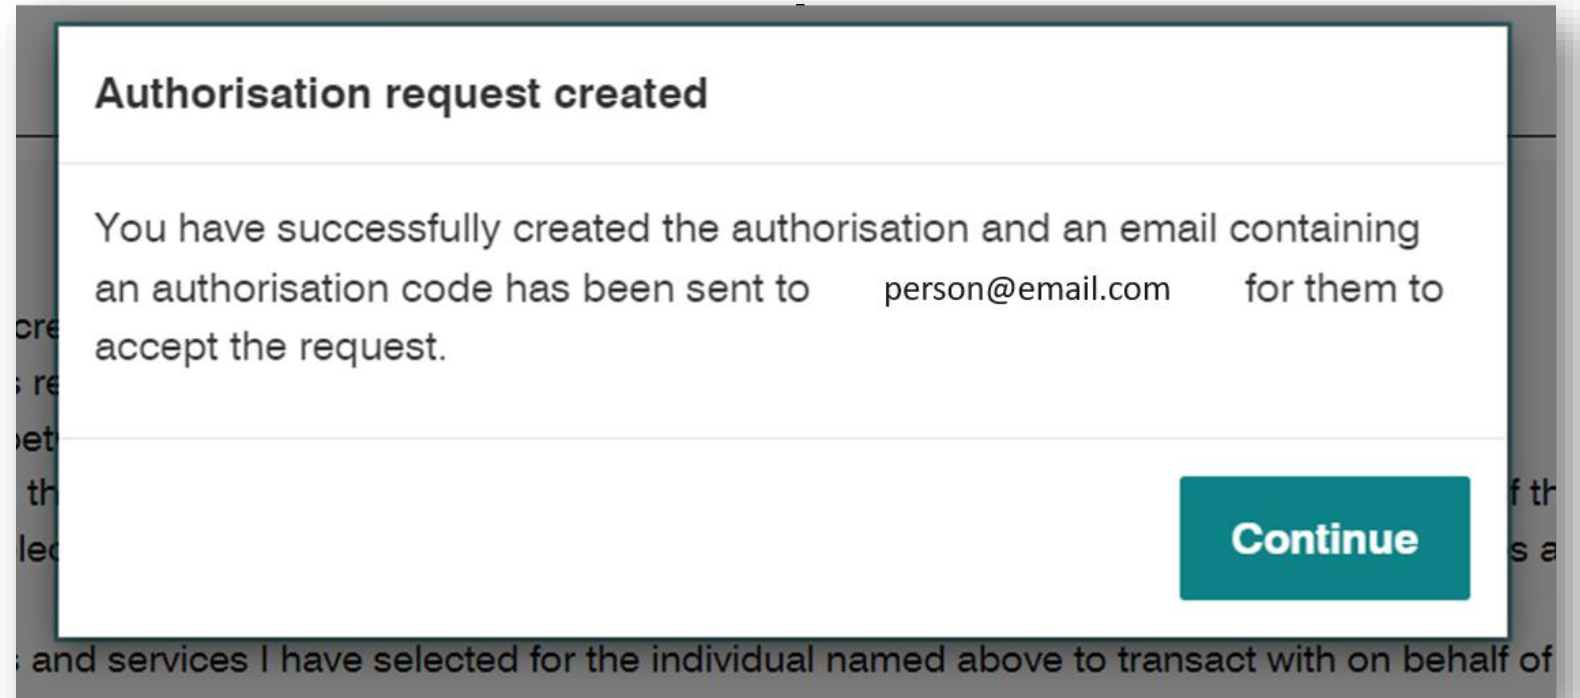 Authorisation request created
You have successfully created the authorisation and an email containing
an authorisation code has been sent to person@email.com for them to
accept the request.
Continue
and services I have selected for the individual named above to transact with on behalf of